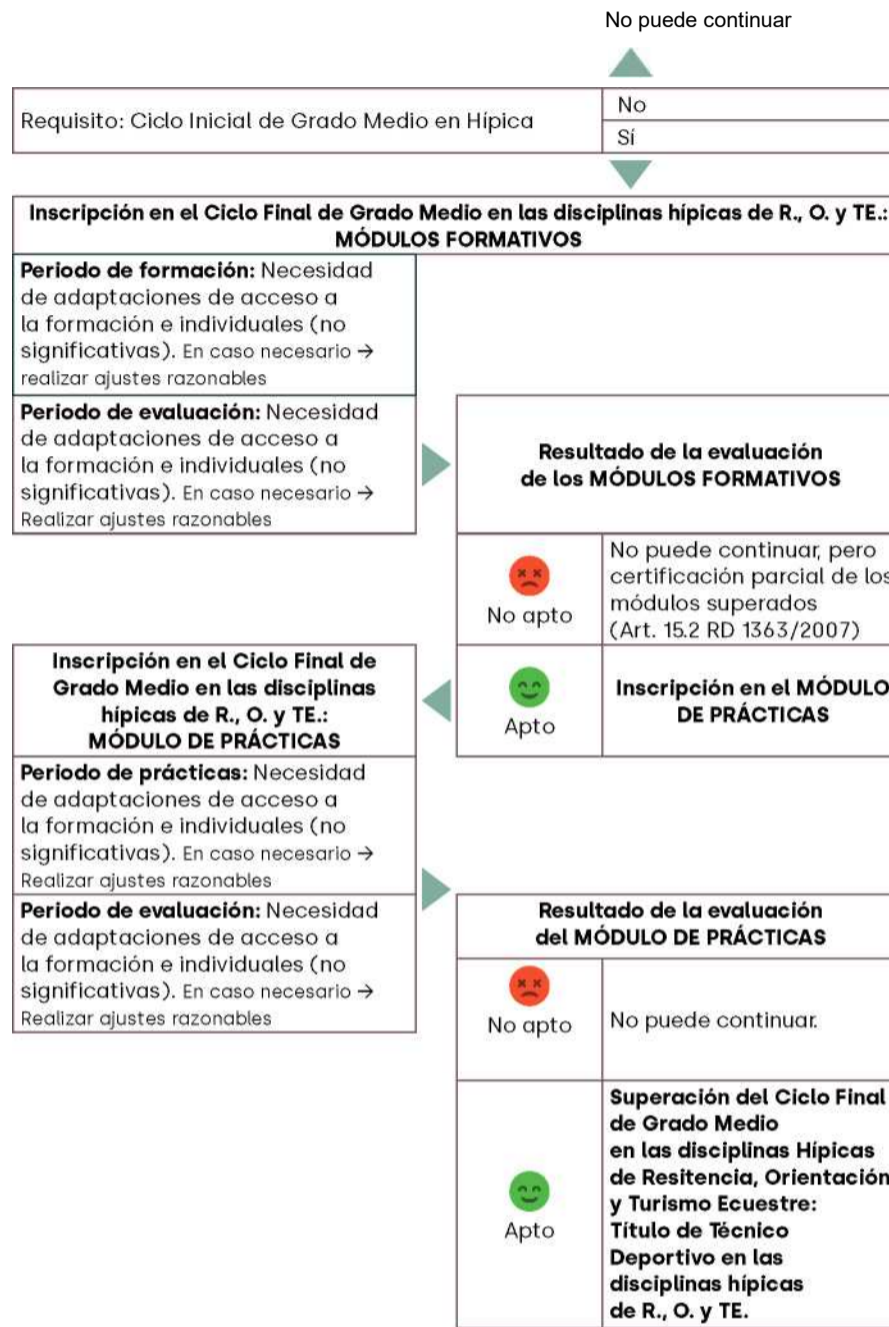 No puede continuar
Requisito: Ciclo Inicial de Grado Medio en Hípica
No
Sí
Inscripción en el Ciclo Final de Grado Medio en las disciplinas hípicas de R., O. y TE.:
MÓDULOS FORMATIVOS
Periodo de formación: Necesidad
de adaptaciones de acceso a
la formación e individuales (no
significativas). En caso necesario →
realizar ajustes razonables
Periodo de evaluación: Necesidad
de adaptaciones de acceso a
la formación e individuales (no
significativas). En caso necesario →
Realizar ajustes razonables
Resultado de la evaluación
de los MÓDULOS FORMATIVOS
No apto
No puede continuar, pero
certificación parcial de los
módulos superados
(Art. 15.2 RD 1363/2007)
Apto
Inscripción en el MÓDULO
DE PRÁCTICAS
Inscripción en el Ciclo Final de
Grado Medio en las disciplinas
hípicas de R., O. y TE.:
MÓDULO DE PRÁCTICAS
Periodo de prácticas: Necesidad
de adaptaciones de acceso a
la formación e individuales (no
significativas). En caso necesario →
Realizar ajustes razonables
Periodo de evaluación: Necesidad
de adaptaciones de acceso a
la formación e individuales (no
significativas). En caso necesario →
Realizar ajustes razonables
Resultado de la evaluación
del MÓDULO DE PRÁCTICAS
No apto
No puede continuar.
Apto
Superación del Ciclo Final
de Grado Medio
en las disciplinas Hípicas
de Resitencia, Orientación
y Turismo Ecuestre:
Título de Técnico
Deportivo en las
disciplinas hípicas
de R., O. y TE.